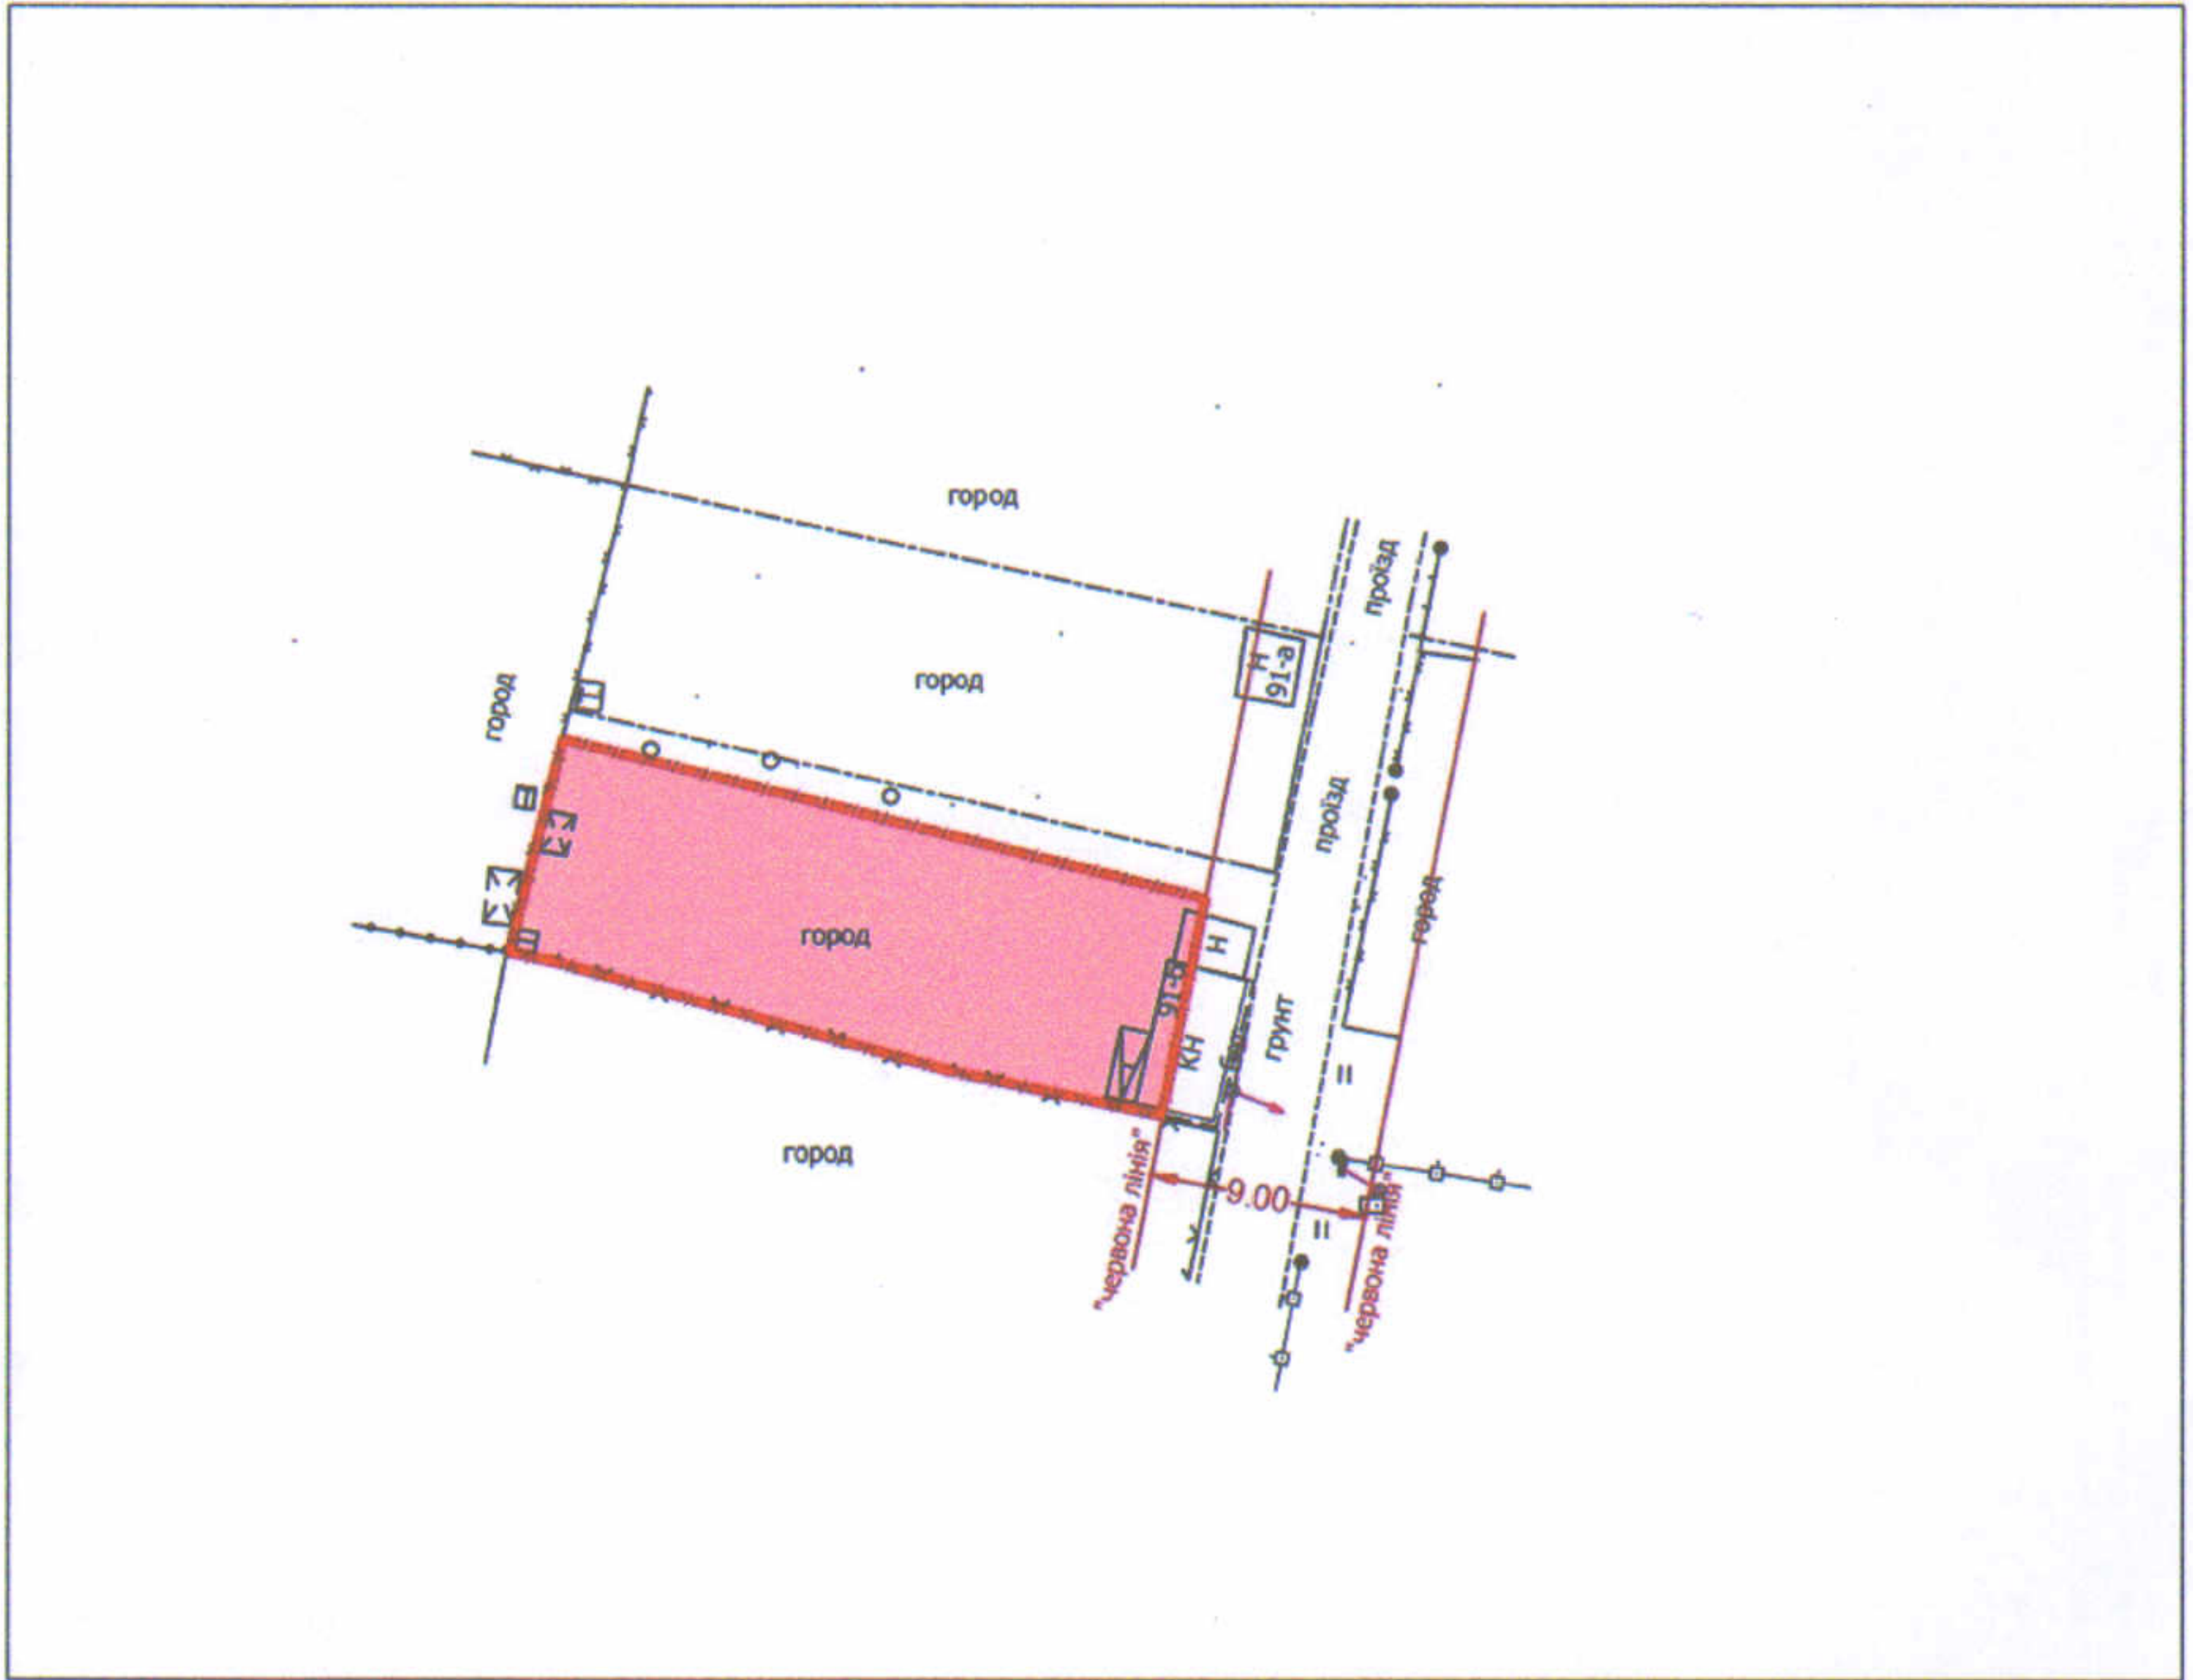 город
проїзд
город
Н
91-а
город
проїзд
город
город
Н
91-б
КН
грунт
город
"червона лінія"
9.00
"червона лінія"